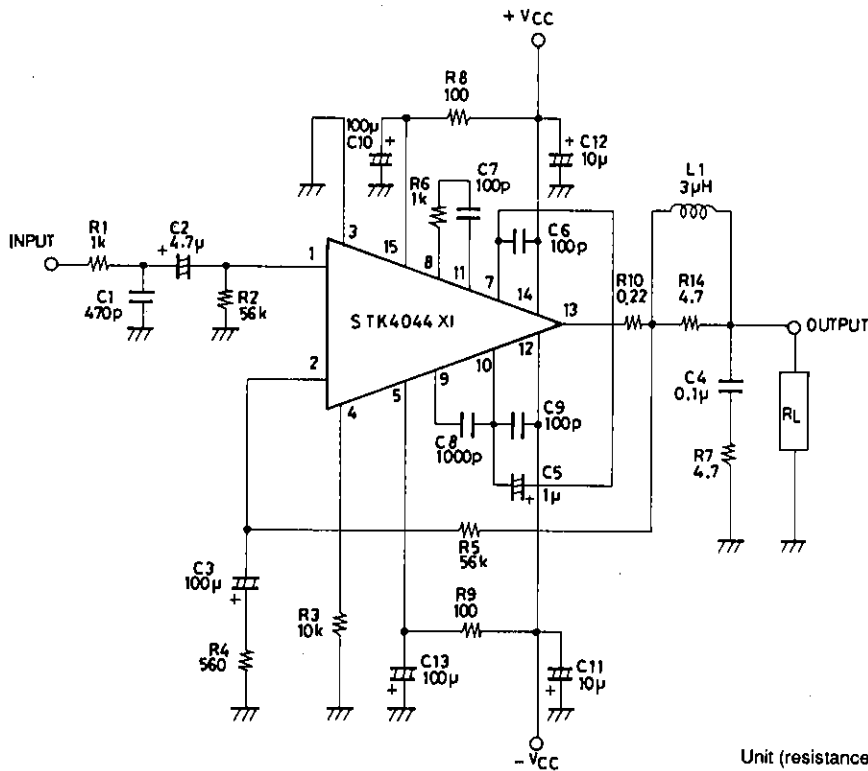 + VCC
R8
100
100µ
C10
+
+
C12
10µ
L1
3µH
C7
100p
R6
1k
R1
1k
C2
4.7µ
+
INPUT
3
15
8
11
7
14
C6
100p
1
13
R10
0.22
R14
4.7
OUTPUT
C1
470p
R2
56k
STK4044 XI
2
4
5
9
10
12
C4
0.1µ
RL
C8
1000p
C9
100p
C5
1µ
+
R7
4.7
R5
56k
C3
100µ
+
R3
10k
R9
100
R4
560
C13
100µ
+
C11
10µ
+
- VCC
Unit (resistance